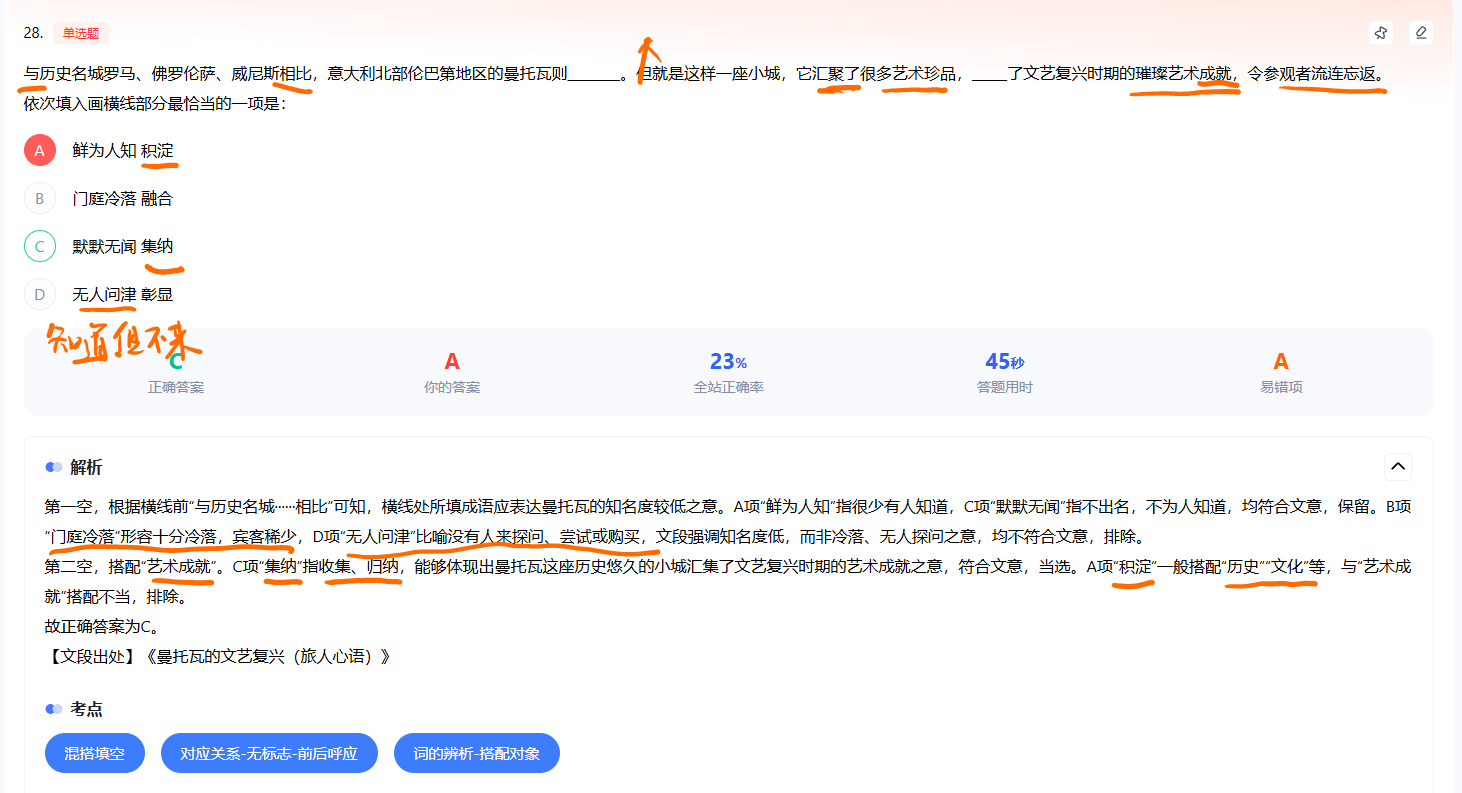 28. 单选题
与历史名城罗马、佛罗伦萨、威尼斯相比，意大利北部伦巴第地区的曼托瓦则______。但就是这样一座小城，它汇聚了很多艺术珍品，____了文艺复兴时期的璀璨艺术成就，令参观者流连忘返。
依次填入画横线部分最恰当的一项是：
A 鲜为人知 积淀
B 门庭冷落 融合
C 默默无闻 集纳
D 无人问津 彰显
知道但不来
C A 23% 45秒 A
正确答案 你的答案 全站正确率 答题用时 易错项
解析
第一空，根据横线前“与历史名城……相比”可知，横线处所填成语应表达曼托瓦的知名度较低之意。A项“鲜为人知”指很少有人知道，C项“默默无闻”指不出名，不为人知道，均符合文意，保留。B项
“门庭冷落”形容十分冷落，宾客稀少，D项“无人问津”比喻没有人来探问、尝试或购买，文段强调知名度低，而非冷落、无人探问之意，均不符合文意，排除。
第二空，搭配“艺术成就”。C项“集纳”指收集、归纳，能够体现出曼托瓦这座历史悠久的小城汇集了文艺复兴时期的艺术成就之意，符合文意，当选。A项“积淀”一般搭配“历史”“文化”等，与“艺术成
就”搭配不当，排除。
故正确答案为C。
【文段出处】《曼托瓦的文艺复兴（旅人心语）》
考点
混搭填空 对应关系-无标志-前后呼应 词的辨析-搭配对象